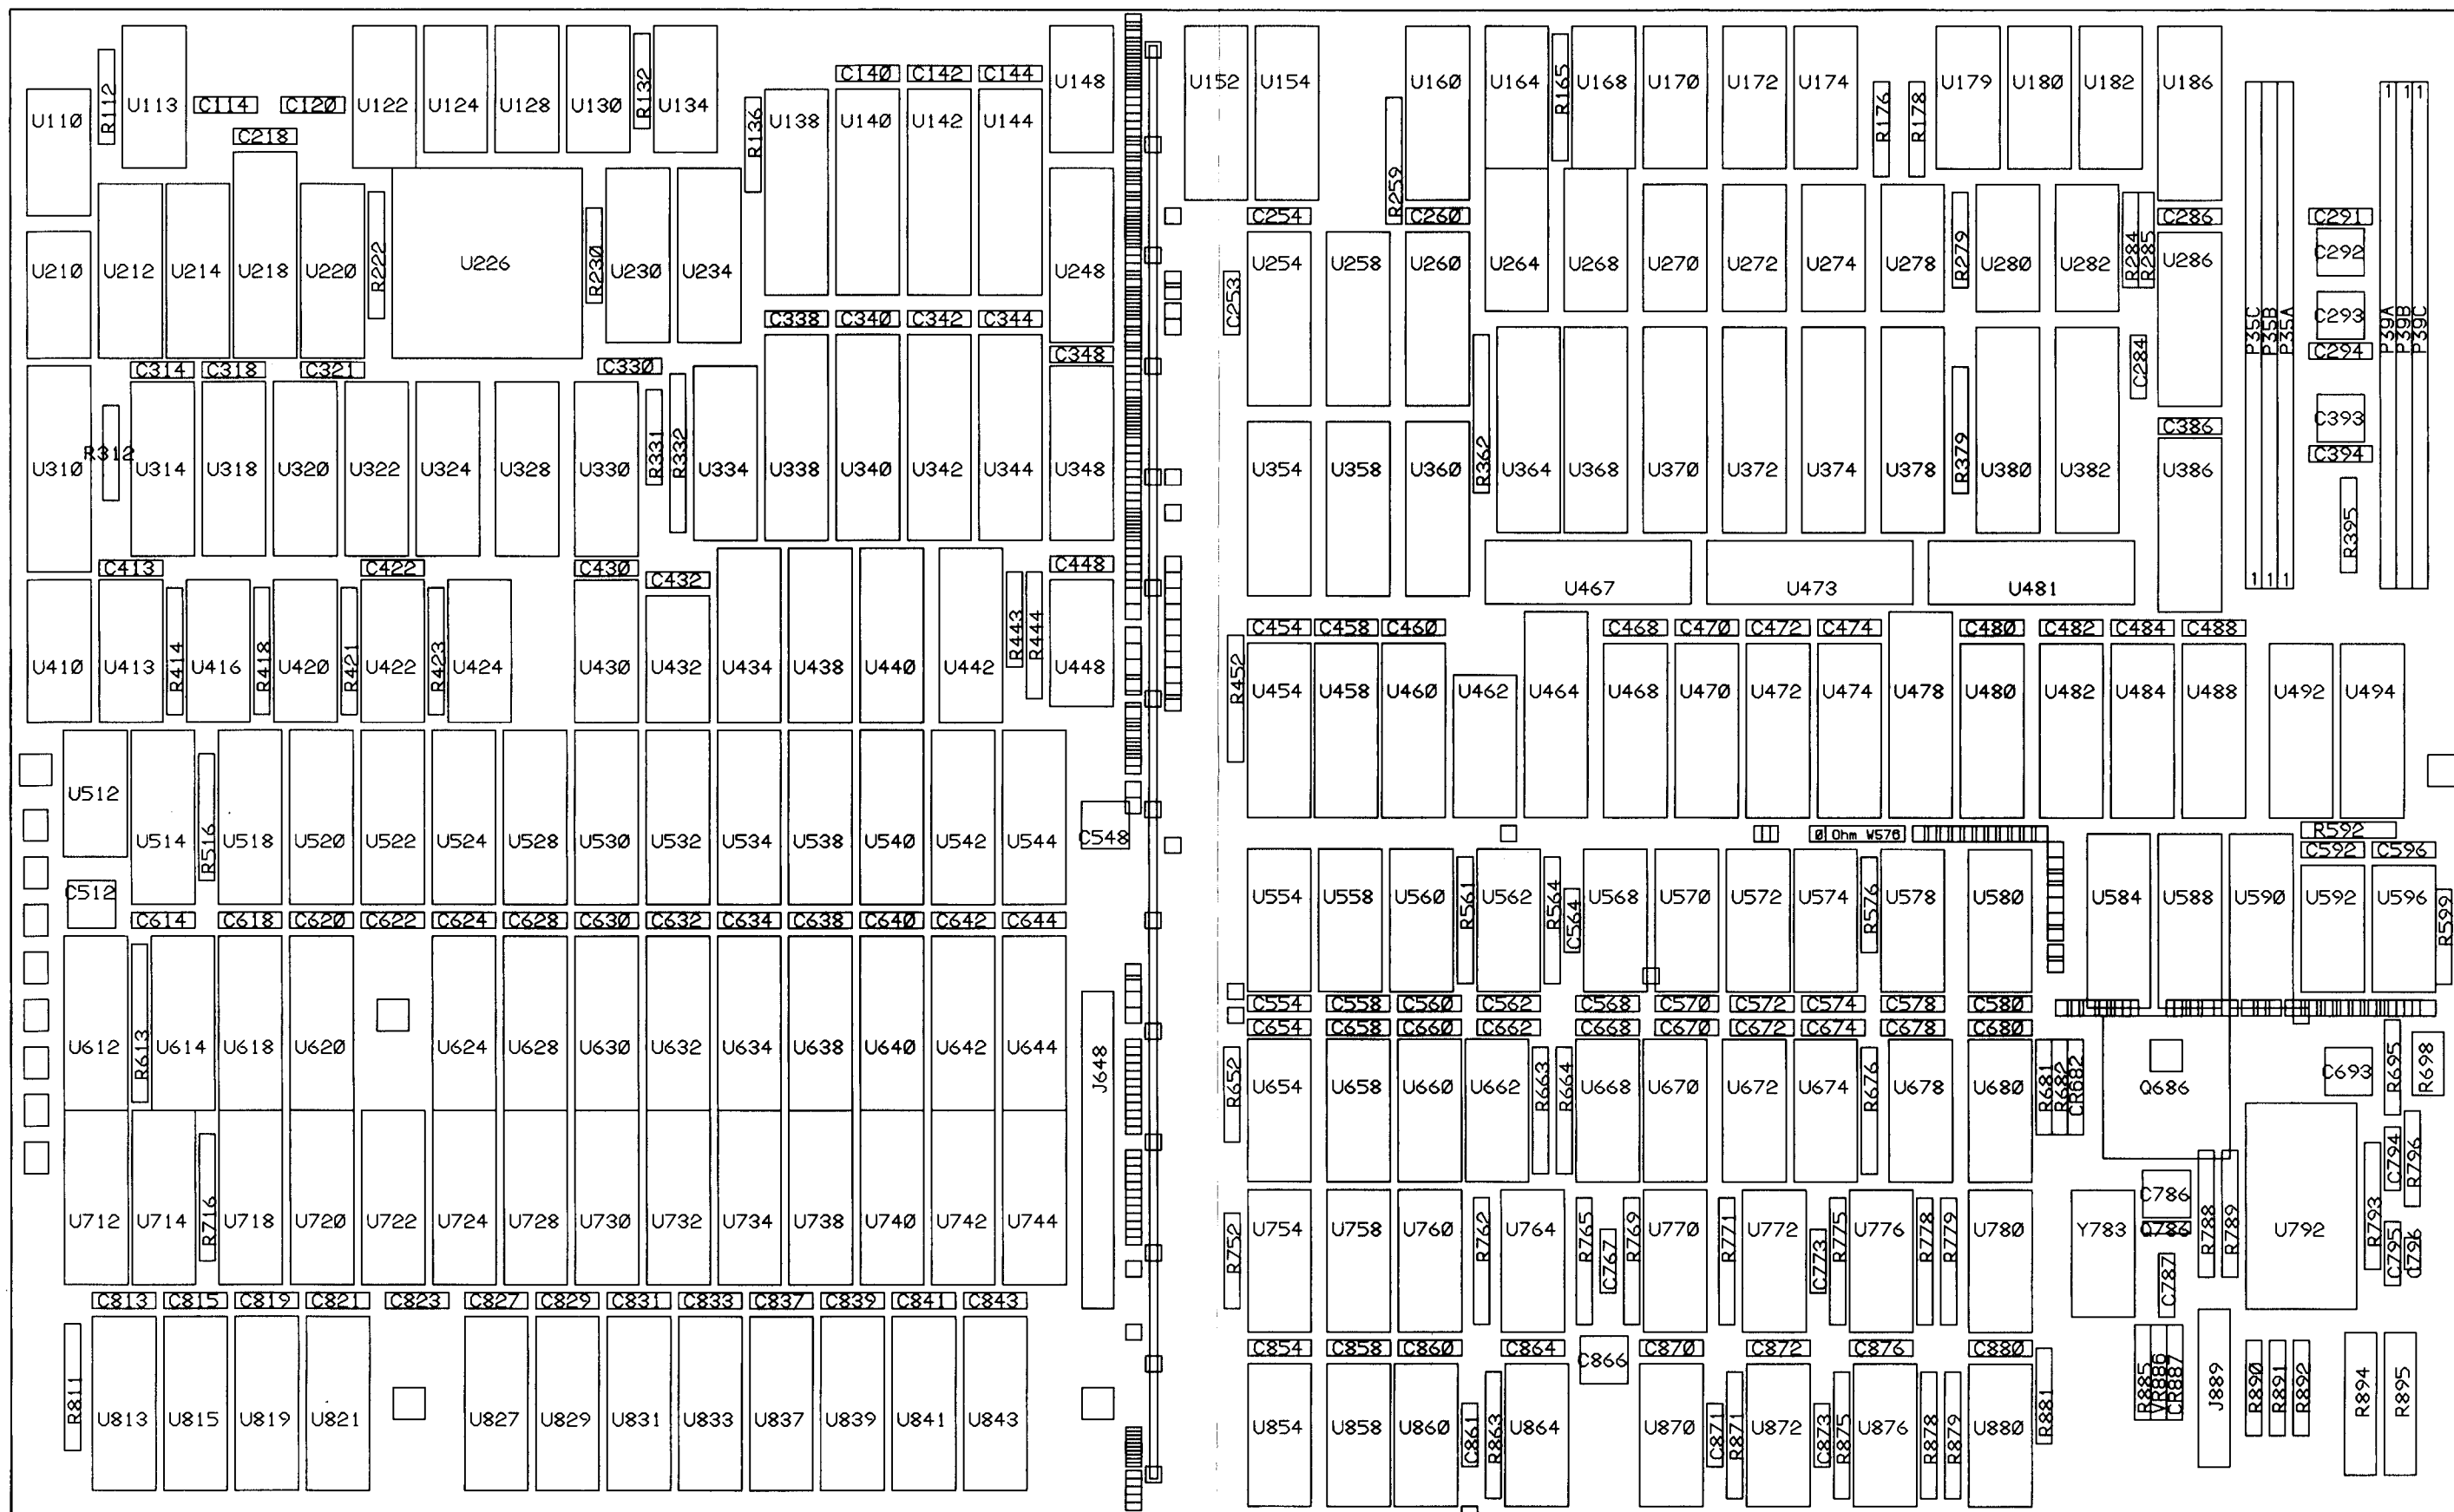 U110 R112 U113 C114 C120 U122 U124 U128 U130 R132 U134 R136 U138 C140 U140 C142 U142 C144 U144 U148 U152 U154 U160 U164 R165 U168 U170 U172 U174 R176 R178 U179 U180 U182 U186
C218
U210 U212 U214 U218 U220 R222 U226 R230 U230 U234 U248 C253 C254 U254 U258 R259 C260 U260 U264 U268 U270 U272 U274 U278 R279 U280 U282 R284 R285 C286 U286 C291 C292
C338 C340 C342 C344 C284 P35C P35B P35A C293 C294 P39A P39B P39C
1 1 1
C314 C318 C321 C330 C348 C386 C393 C394
U310 R312 U314 U318 U320 U322 U324 U328 U330 R331 R332 U334 U338 U340 U342 U344 U348 U354 U358 U360 R362 U364 U368 U370 U372 U374 U378 R379 U380 U382 U386 R395
1 1 1
C413 C422 C430 C432 C448 U467 U473 U481
C454 C458 C460 C468 C470 C472 C474 C480 C482 C484 C488
U410 U413 R414 U416 R418 U420 R421 U422 R423 U424 U430 U432 U434 U438 U440 U442 R443 R444 U448 R452 U454 U458 U460 U462 U464 U468 U470 U472 U474 U478 U480 U482 U484 U488 U492 U494
U512 U514 R516 U518 U520 U522 U524 U528 U530 U532 U534 U538 U540 U542 U544 C548 0 Ohm W576 R592
C592 C596
C512 U554 U558 U560 R561 U562 R564 C564 U568 U570 U572 U574 R576 U578 U580 U584 U588 U590 U592 U596 R599
C614 C618 C620 C622 C624 C628 C630 C632 C634 C638 C640 C642 C644
C554 C558 C560 C562 C568 C570 C572 C574 C578 C580
C654 C658 C660 C662 C668 C670 C672 C674 C678 C680
U612 R613 U614 U618 U620 U624 U628 U630 U632 U634 U638 U640 U642 U644 J648 R652 U654 U658 U660 U662 R663 R664 U668 U670 U672 U674 R676 U678 U680 R681 R682 CR682 Q686 C693 R695 R698
U712 U714 R716 U718 U720 U722 U724 U728 U730 U732 U734 U738 U740 U742 U744 R752 U754 U758 U760 R762 U764 R765 C767 R769 U770 R771 U772 C773 R775 U776 R778 R779 U780 Y783 C786 Q786 C787 R788 R789 U792 R793 C794 C795 R796 C796
C813 C815 C819 C821 C823 C827 C829 C831 C833 C837 C839 C841 C843
C854 C858 C860 C864 C866 C870 C872 C876 C880
R811 U813 U815 U819 U821 U827 U829 U831 U833 U837 U839 U841 U843 U854 U858 U860 C861 R863 U864 U870 C871 R871 U872 C873 R875 U876 R878 R879 U880 R881 R885 VR886 CR887 J889 R890 R891 R892 R894 R895